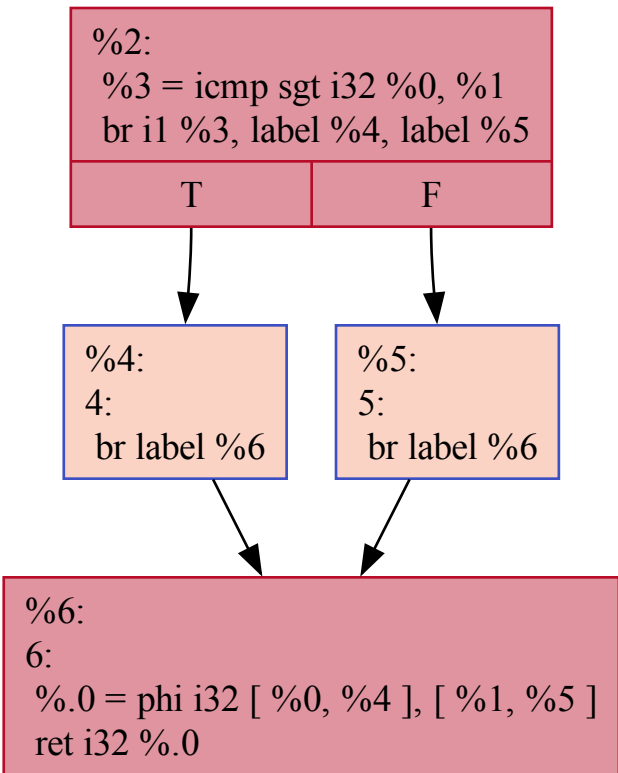 %2:
%3 = icmp sgt i32 %0, %1
br i1 %3, label %4, label %5
T
F
%4:
4:
br label %6
%5:
5:
br label %6
%6:
6:
%.0 = phi i32 [ %0, %4 ], [ %1, %5 ]
ret i32 %.0